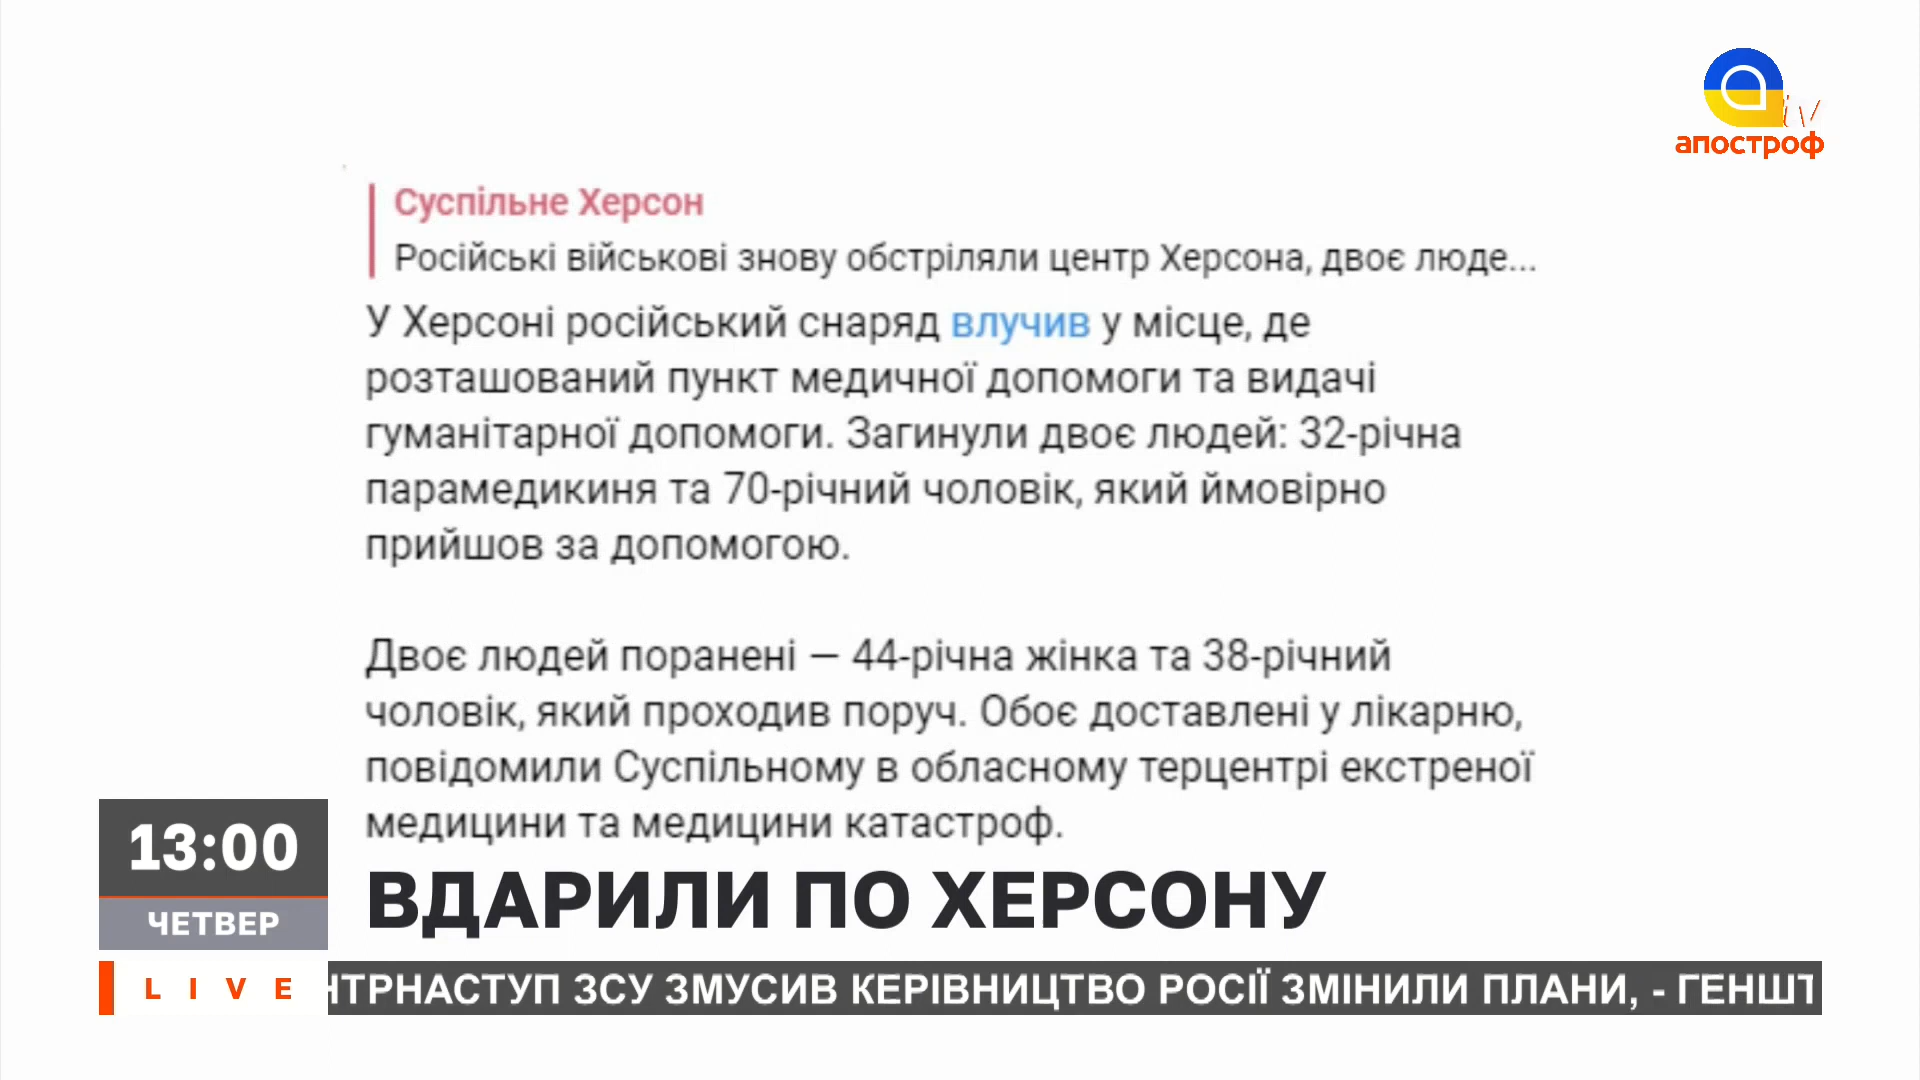 tv
апостроф
Суспільне Херсон
Російські військові знову обстріляли центр Херсона, двоє люде...
У Херсоні російський снаряд влучив у місце, де
розташований пункт медичної допомоги та видачі
гуманітарної допомоги. Загинули двоє людей: 32-річна
парамедикиня та 70-річний чоловік, який ймовірно
прийшов за допомогою.
Двоє людей поранені — 44-річна жінка та 38-річний
чоловік, який проходив поруч. Обоє доставлені у лікарню,
повідомили Суспільному в обласному терцентрі екстреної
медицини та медицини катастроф.
13:00
ЧЕТВЕР
ВДАРИЛИ ПО ХЕРСОНУ
LIVE
НТРНАСТУП ЗСУ ЗМУСИВ КЕРІВНИЦТВО РОСІЇ ЗМІНИЛИ ПЛАНИ, - ГЕНШТ